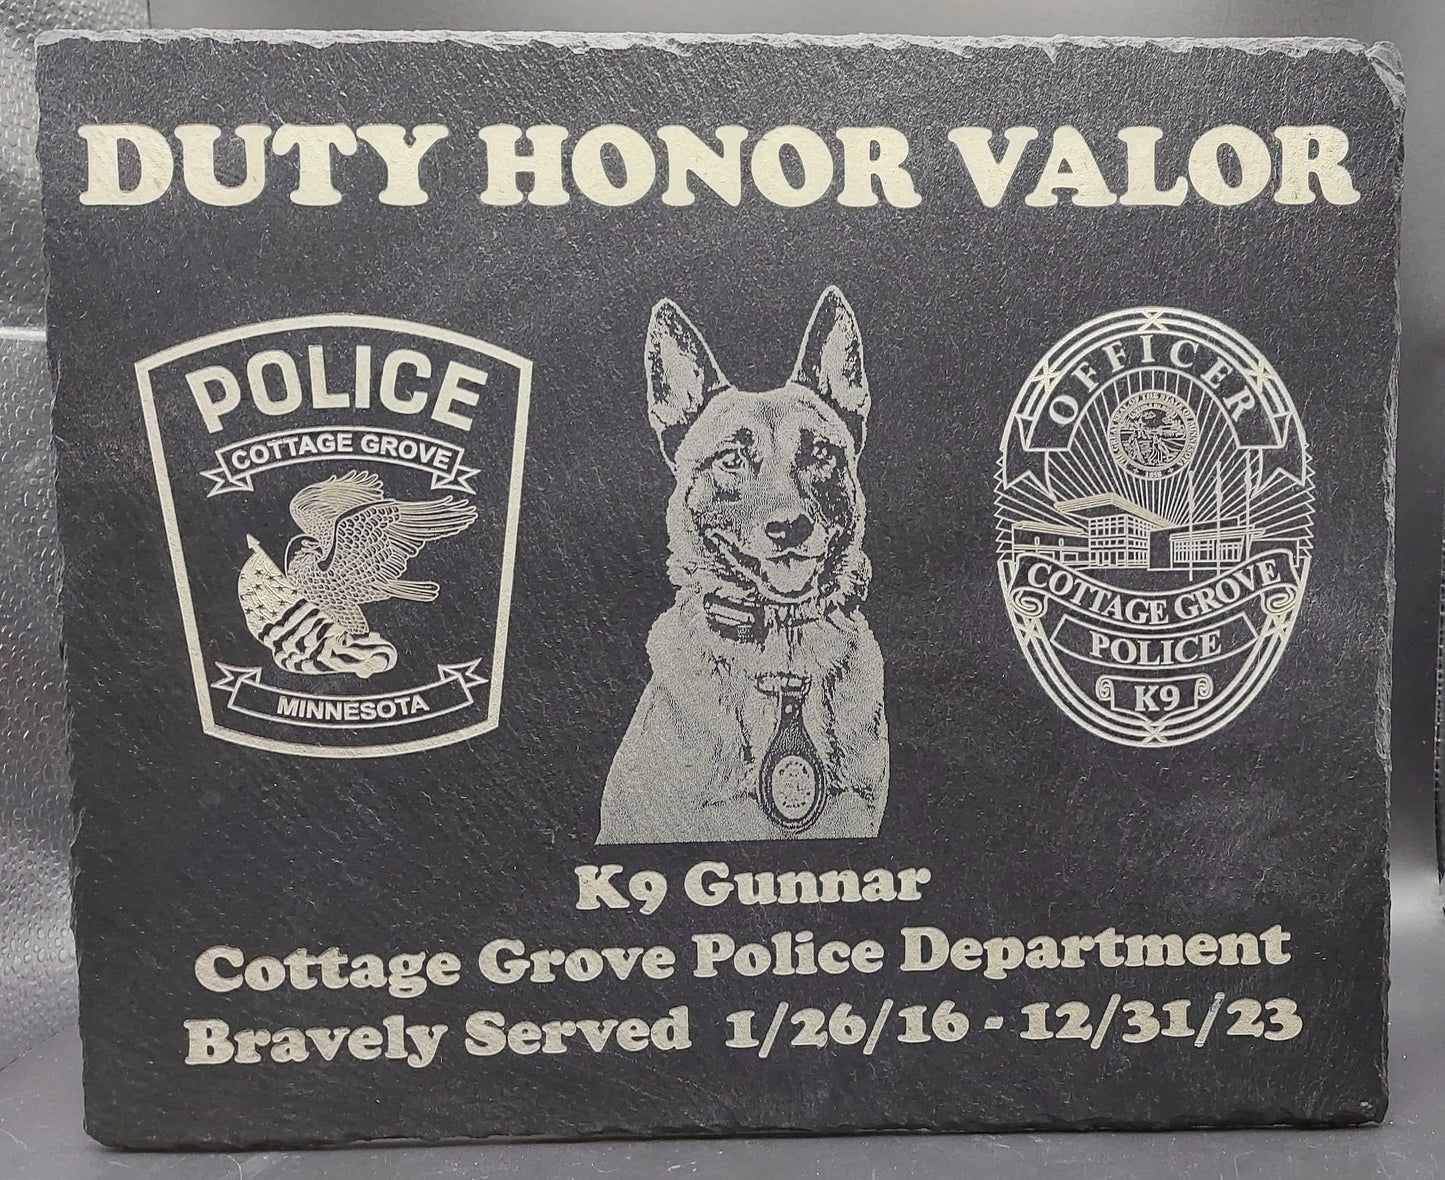 DUTY HONOR VALOR
POLICE
COTTAGE GROVE
MINNESOTA
OFFICER
COTTAGE GROVE
POLICE
K9
K9 Gunnar
Cottage Grove Police Department
Bravely Served 1/26/16 - 12/31/23